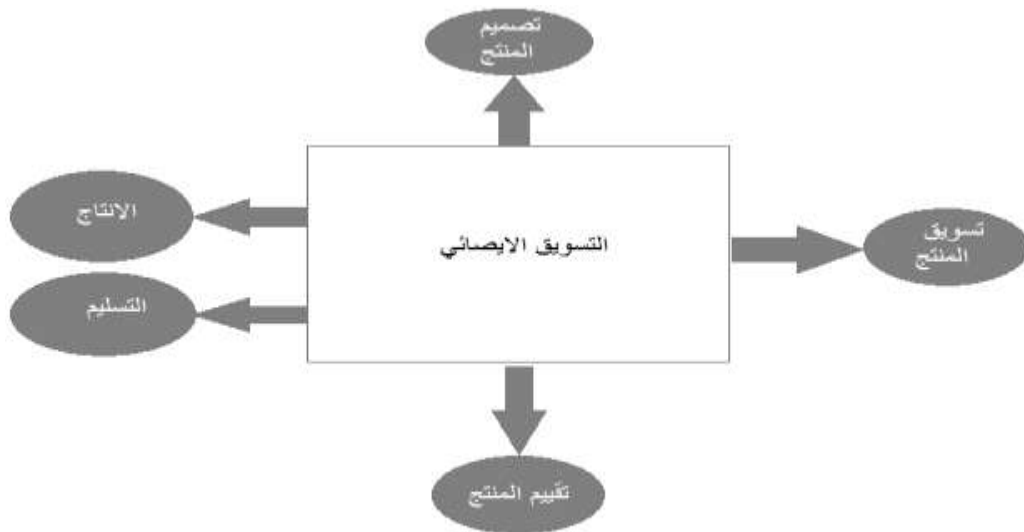 تصميم
المنتج
الانتاج
تسويق
المنتج
التسويق الايصائي
التسليم
تقييم المنتج